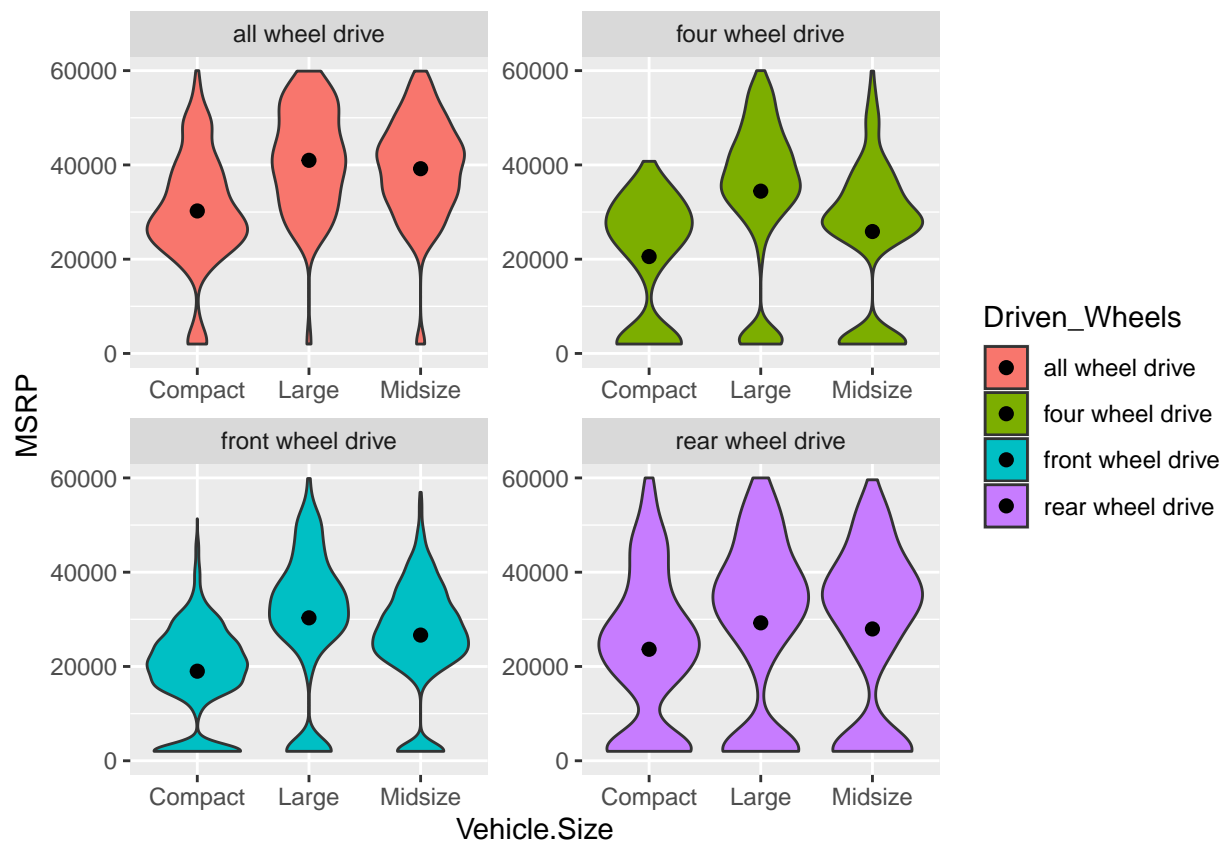 all wheel drive
four wheel drive
60000
40000
20000
0
60000
40000
20000
0
Compact
Large
Midsize
Compact
Large
Midsize
MSRP
front wheel drive
rear wheel drive
60000
40000
20000
0
60000
40000
20000
0
Compact
Large
Midsize
Compact
Large
Midsize
Vehicle.Size
Driven_Wheels
all wheel drive
four wheel drive
front wheel drive
rear wheel drive